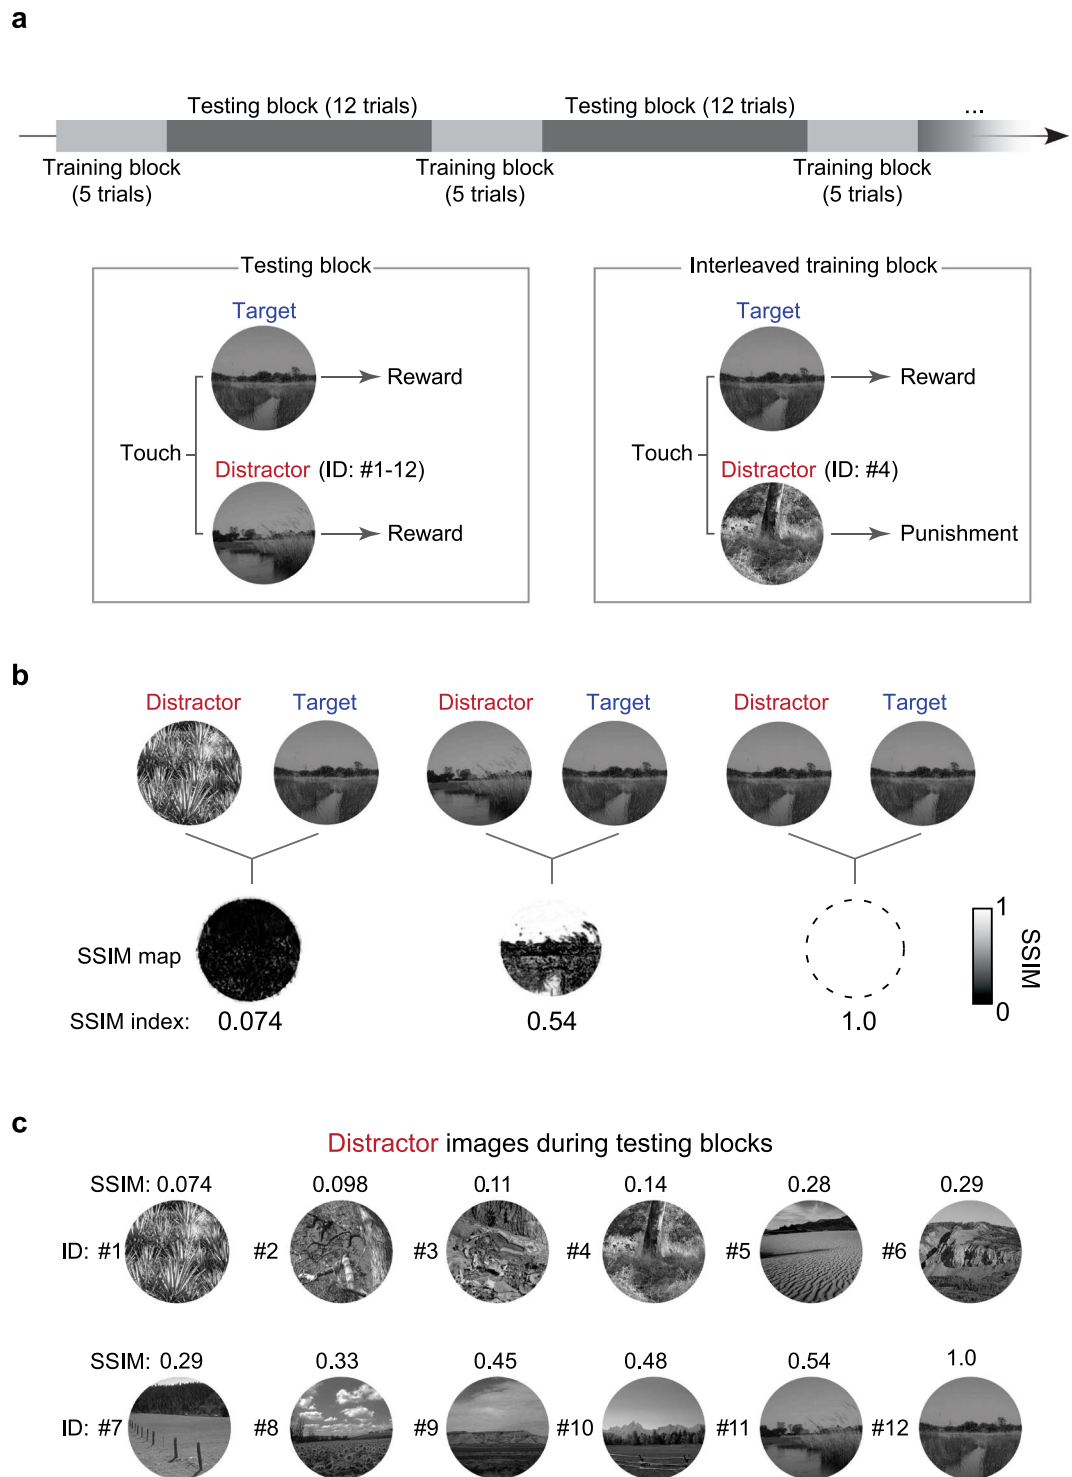 a
Testing block (12 trials)
Testing block (12 trials)
...
Training block
(5 trials)
Training block
(5 trials)
Training block
(5 trials)
Testing block
Target
Reward
Touch
Distractor (ID: #1-12)
Reward
Interleaved training block
Target
Reward
Touch
Distractor (ID: #4)
Punishment
b
Distractor Target
Distractor Target
Distractor Target
SSIM map
1
SSIM
0
SSIM index: 0.074 0.54 1.0
c
Distractor images during testing blocks
SSIM: 0.074 0.098 0.11 0.14 0.28 0.29
ID: #1 #2 #3 #4 #5 #6
SSIM: 0.29 0.33 0.45 0.48 0.54 1.0
ID: #7 #8 #9 #10 #11 #12